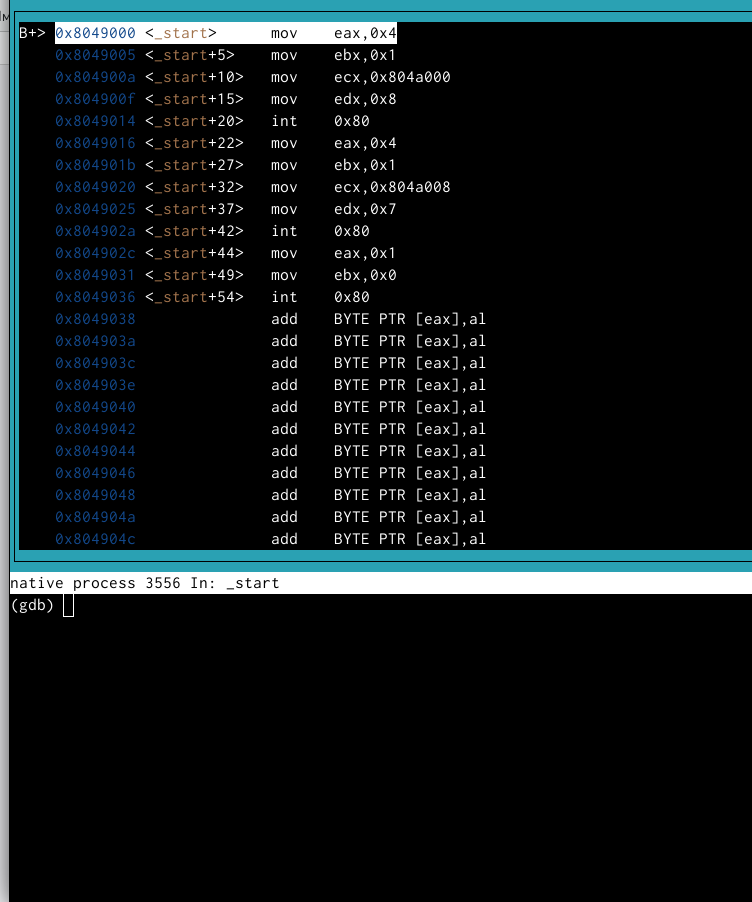 B+> 0x8049000 <_start> mov eax,0x4
0x8049005 <_start+5> mov ebx,0x1
0x804900a <_start+10> mov ecx,0x804a000
0x804900f <_start+15> mov edx,0x8
0x8049014 <_start+20> int 0x80
0x8049016 <_start+22> mov eax,0x4
0x804901b <_start+27> mov ebx,0x1
0x8049020 <_start+32> mov ecx,0x804a008
0x8049025 <_start+37> mov edx,0x7
0x804902a <_start+42> int 0x80
0x804902c <_start+44> mov eax,0x1
0x8049031 <_start+49> mov ebx,0x0
0x8049036 <_start+54> int 0x80
0x8049038 add BYTE PTR [eax],al
0x804903a add BYTE PTR [eax],al
0x804903c add BYTE PTR [eax],al
0x804903e add BYTE PTR [eax],al
0x8049040 add BYTE PTR [eax],al
0x8049042 add BYTE PTR [eax],al
0x8049044 add BYTE PTR [eax],al
0x8049046 add BYTE PTR [eax],al
0x8049048 add BYTE PTR [eax],al
0x804904a add BYTE PTR [eax],al
0x804904c add BYTE PTR [eax],al
native process 3556 In: _start
(gdb)